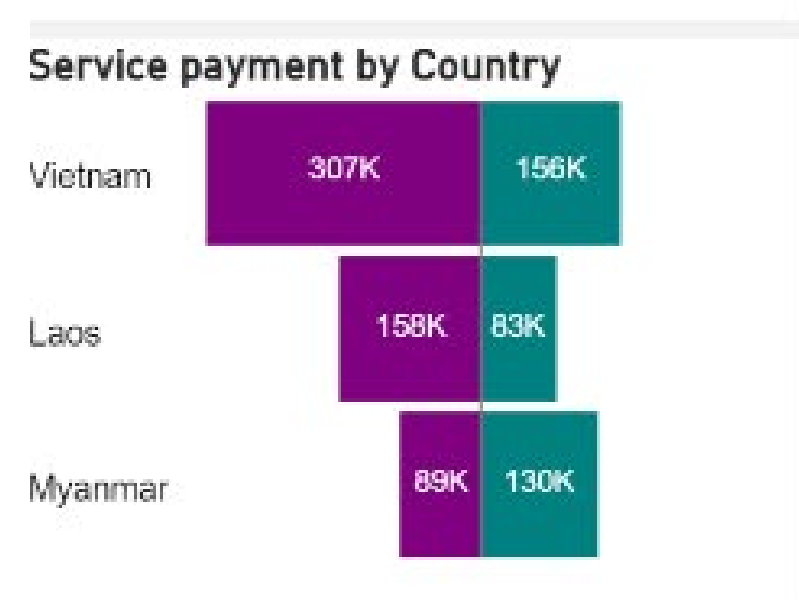 Service payment by Country
Vietnam 307K 156K
Laos 158K 83K
Myanmar 89K 130K